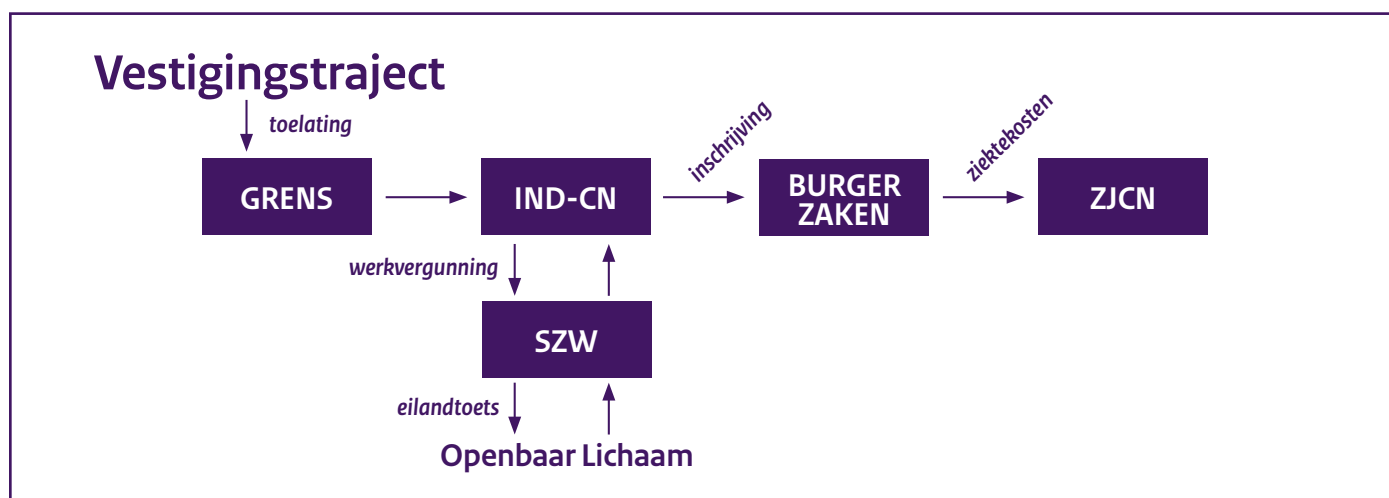 Vestigingstraject
toelating
GRENS
IND-CN
inschrijving
BURGER
ZAKEN
ziektekosten
ZJCN
werkvergunning
SZW
eilandtoets
Openbaar Lichaam